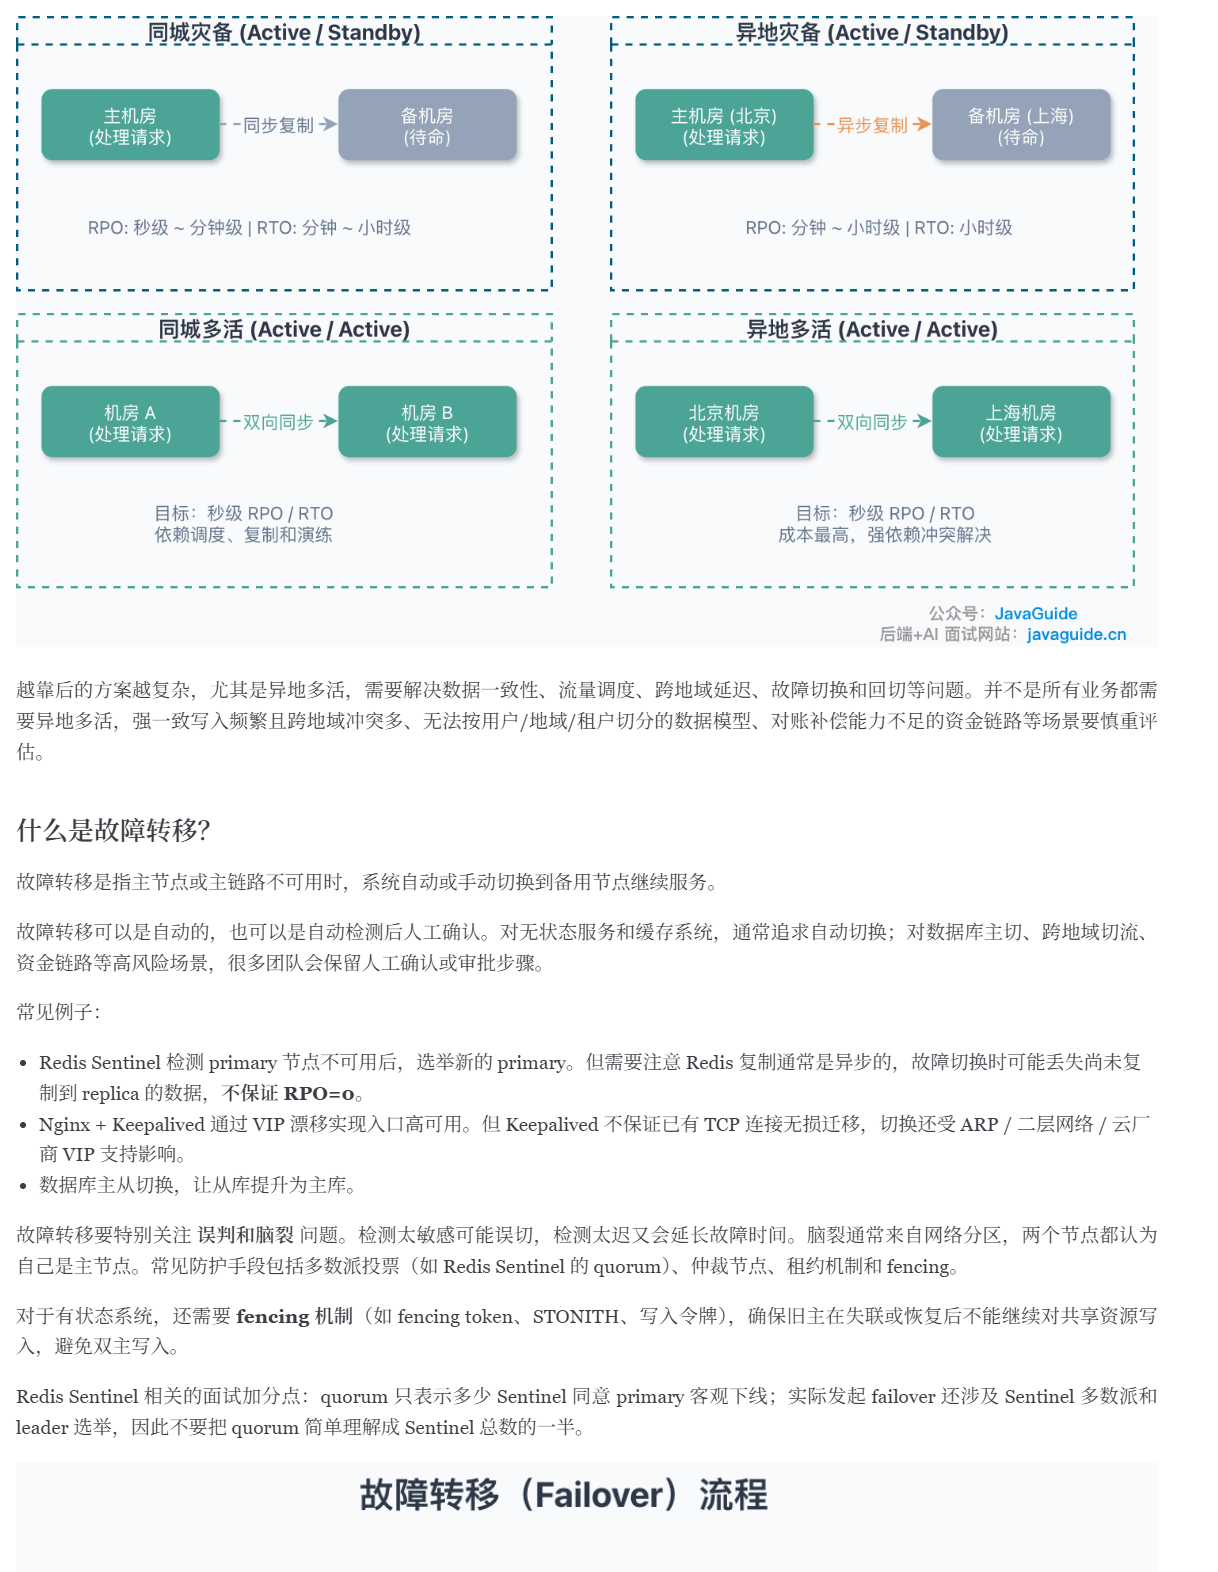 同城灾备 (Active / Standby)
主机房
(处理请求)
同步复制
备机房
(待命)
RPO: 秒级 ~ 分钟级 | RTO: 分钟 ~ 小时级
异地灾备 (Active / Standby)
主机房 (北京)
(处理请求)
异步复制
备机房 (上海)
(待命)
RPO: 分钟 ~ 小时级 | RTO: 小时级
同城多活 (Active / Active)
机房 A
(处理请求)
双向同步
机房 B
(处理请求)
目标：秒级 RPO / RTO
依赖调度、复制和演练
异地多活 (Active / Active)
北京机房
(处理请求)
双向同步
上海机房
(处理请求)
目标：秒级 RPO / RTO
成本最高，强依赖冲突解决
公众号：JavaGuide
后端+AI 面试网站：javaguide.cn
越靠后的方案越复杂，尤其是异地多活，需要解决数据一致性、流量调度、跨地域延迟、故障切换和回切等问题。并不是所有业务都需
要异地多活，强一致写入频繁且跨地域冲突多、无法按用户/地域/租户切分的数据模型、对账补偿能力不足的资金链路等场景要慎重评
估。
什么是故障转移？
故障转移是指主节点或主链路不可用时，系统自动或手动切换到备用节点继续服务。
故障转移可以是自动的，也可以是自动检测后人工确认。对无状态服务和缓存系统，通常追求自动切换；对数据库主切、跨地域切流、
资金链路等高风险场景，很多团队会保留人工确认或审批步骤。
常见例子：
• Redis Sentinel 检测 primary 节点不可用后，选举新的 primary。但需要注意 Redis 复制通常是异步的，故障切换时可能丢失尚未复
制到 replica 的数据，不保证 RPO=0。
• Nginx + Keepalived 通过 VIP 漂移实现入口高可用。但 Keepalived 不保证已有 TCP 连接无损迁移，切换还受 ARP / 二层网络 / 云厂
商 VIP 支持影响。
• 数据库主从切换，让从库提升为主库。
故障转移要特别关注 误判和脑裂 问题。检测太敏感可能误切，检测太迟又会延长故障时间。脑裂通常来自网络分区，两个节点都认为
自己是主节点。常见防护手段包括多数派投票（如 Redis Sentinel 的 quorum）、仲裁节点、租约机制和 fencing。
对于有状态系统，还需要 fencing 机制（如 fencing token、STONITH、写入令牌），确保旧主在失联或恢复后不能继续对共享资源写
入，避免双主写入。
Redis Sentinel 相关的面试加分点：quorum 只表示多少 Sentinel 同意 primary 客观下线；实际发起 failover 还涉及 Sentinel 多数派和
leader 选举，因此不要把 quorum 简单理解成 Sentinel 总数的一半。
故障转移（Failover）流程